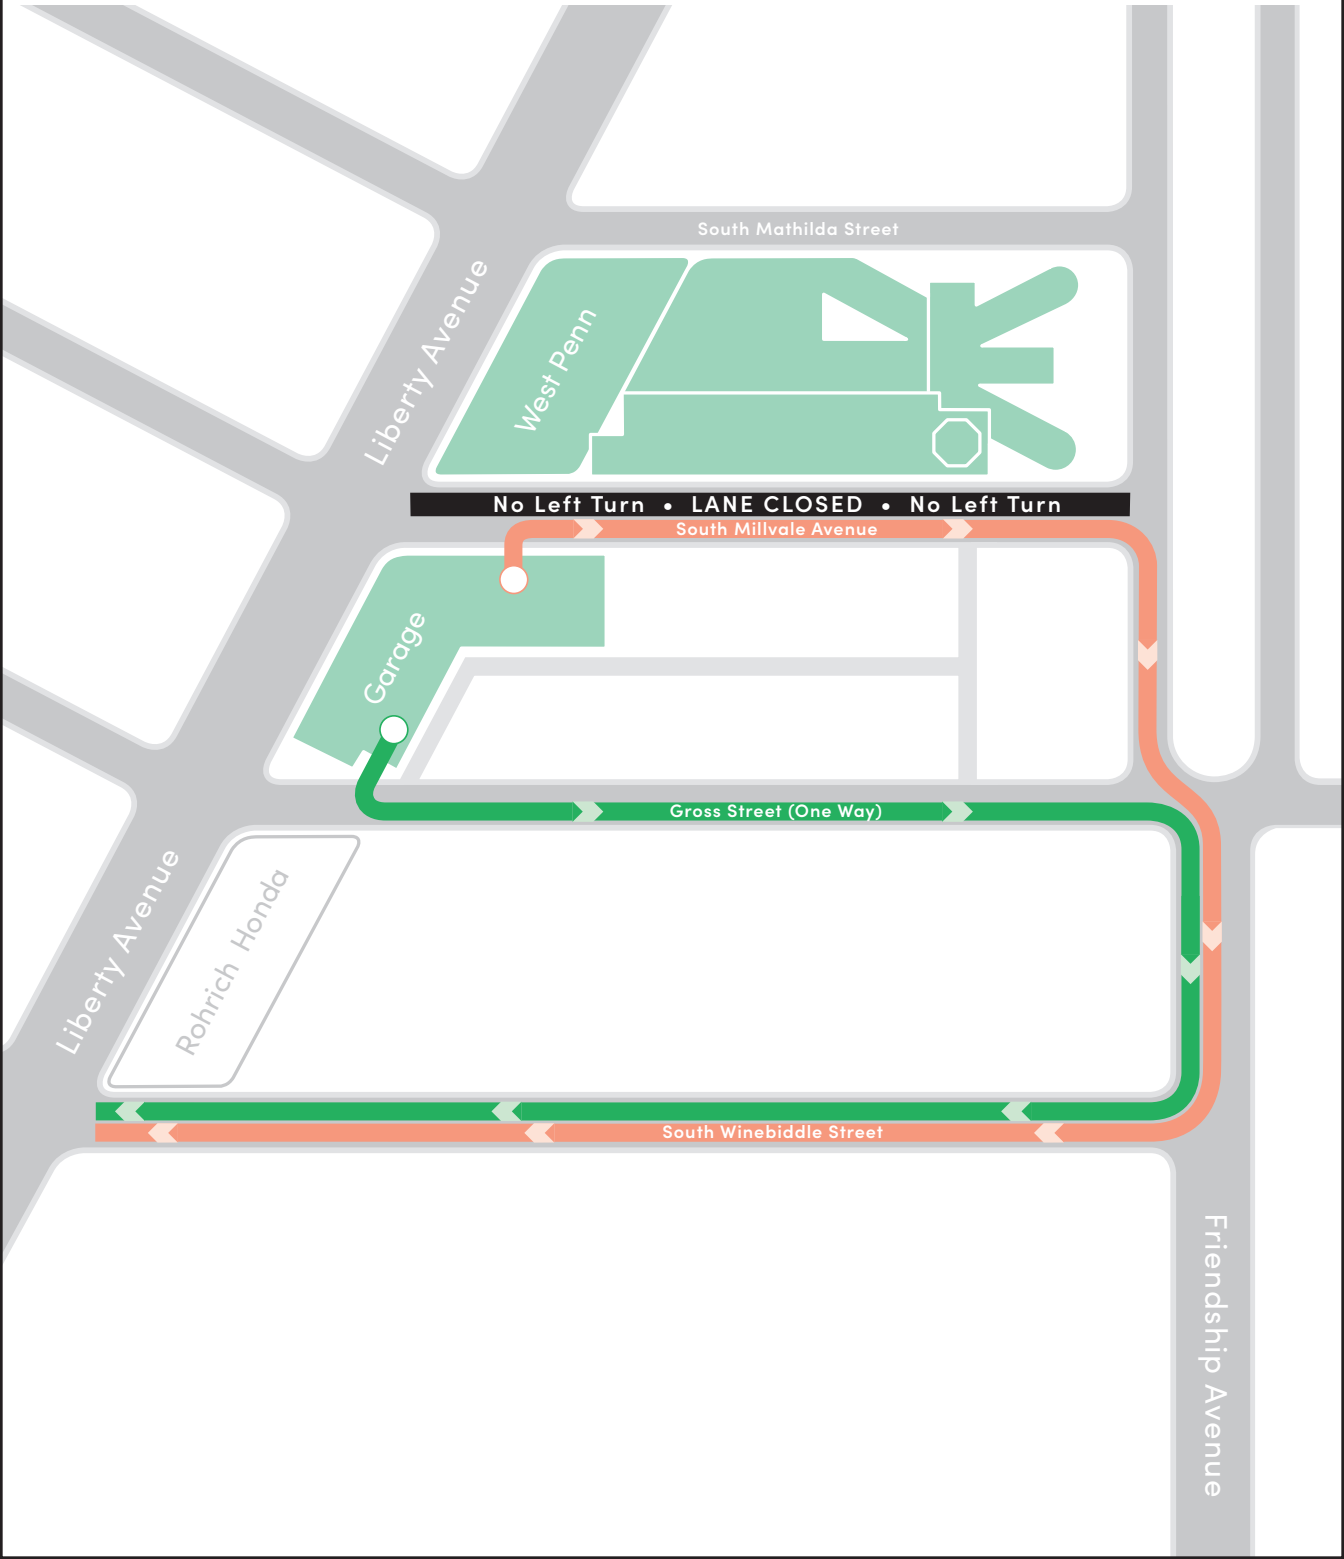 South Mathilda Street
Liberty Avenue
West Penn
No Left Turn • LANE CLOSED • No Left Turn
South Millvale Avenue
Garage
Gross Street (One Way)
Liberty Avenue
Rohrich Honda
South Winebiddle Street
Friendship Avenue